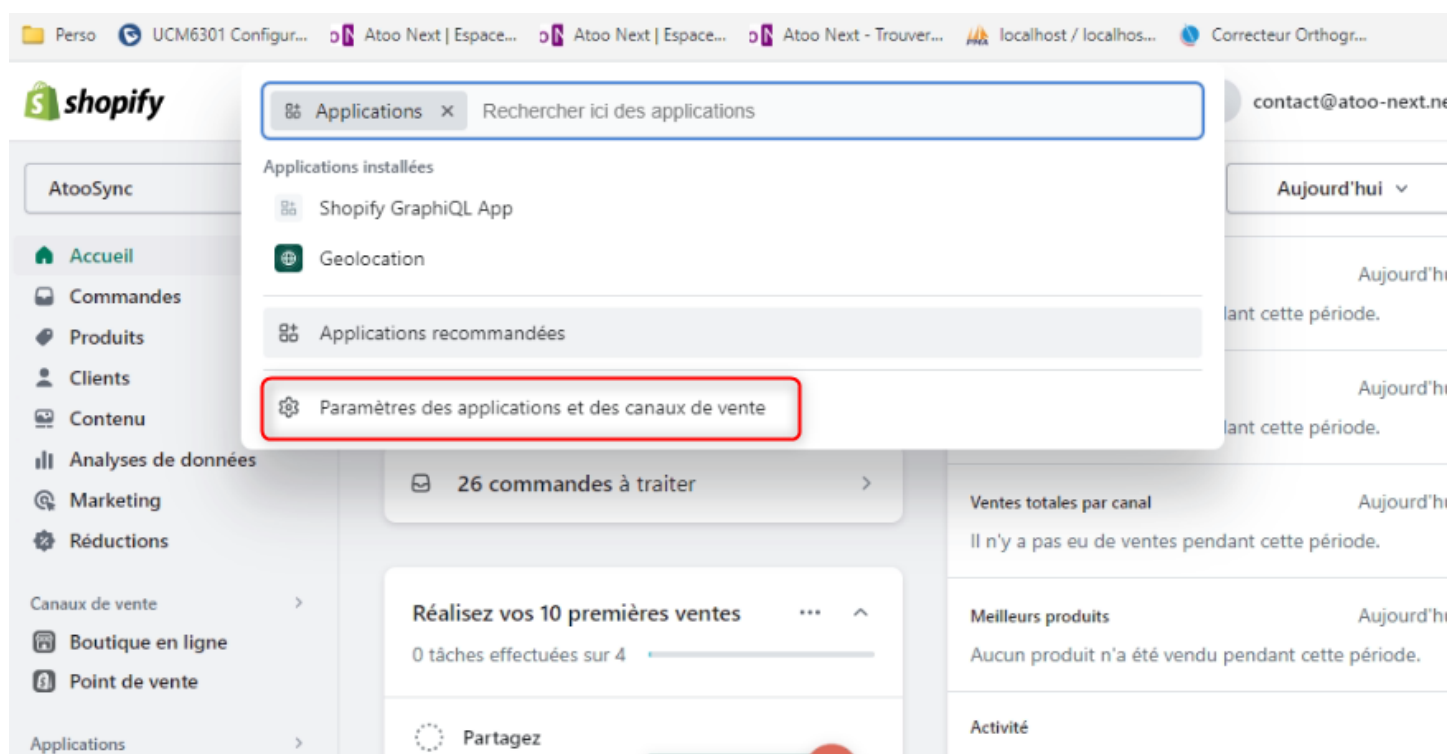 Perso UCM6301 Configur... Atoo Next | Espace... Atoo Next | Espace... Atoo Next - Trouver... localhost / localhos... Correcteur Orthogr...
shopify
Applications × Rechercher ici des applications
contact@atoo-next.ne
Applications installées
AtooSync
Aujourd'hui
Shopify GraphiQL App
Geolocation
Applications recommandées
Paramètres des applications et des canaux de vente
Accueil
Commandes
Produits
Clients
Contenu
Analyses de données
Marketing
Réductions
Canaux de vente
Boutique en ligne
Point de vente
Applications
26 commandes à traiter
Réalisez vos 10 premières ventes
0 tâches effectuées sur 4
Partagez
Aujourd'hu
dant cette période.
Aujourd'hu
dant cette période.
Ventes totales par canal Aujourd'hu
Il n'y a pas eu de ventes pendant cette période.
Meilleurs produits Aujourd'hu
Aucun produit n'a été vendu pendant cette période.
Activité